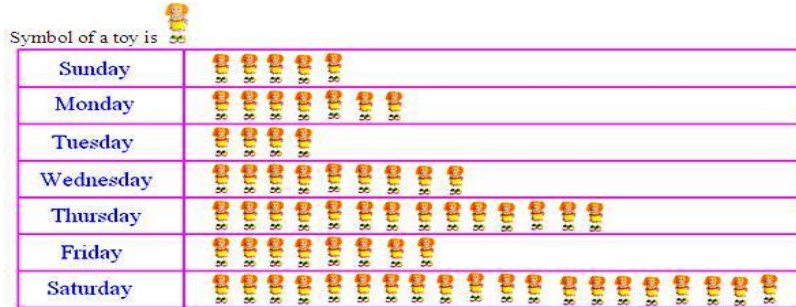 Symbol of a toy is
Sunday
Monday
Tuesday
Wednesday
Thursday
Friday
Saturday